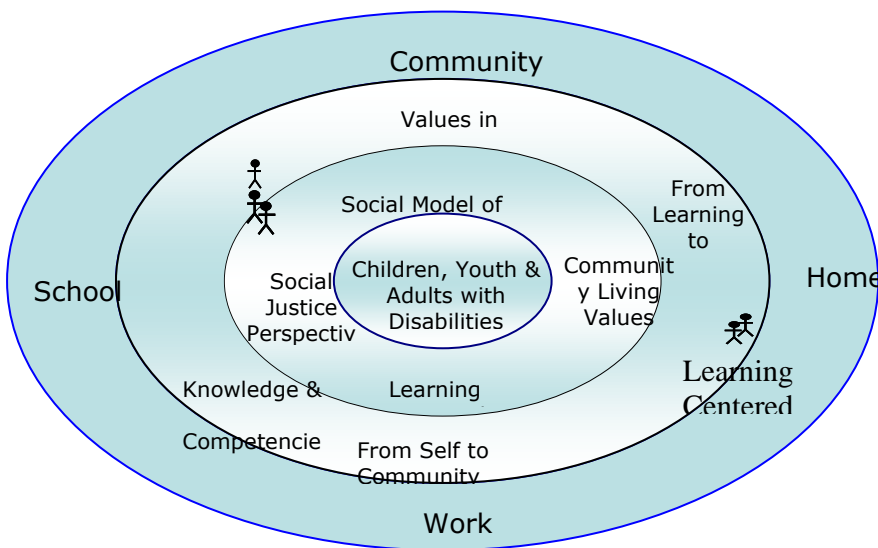 Community
Values in
From
Learning
to
Social Model of
School
Social
Justice
Perspectiv
Children, Youth &
Adults with
Disabilities
Communit
y Living
Values
Home
Learning
Centered
Knowledge &
Competencie
Learning
From Self to
Community
Work